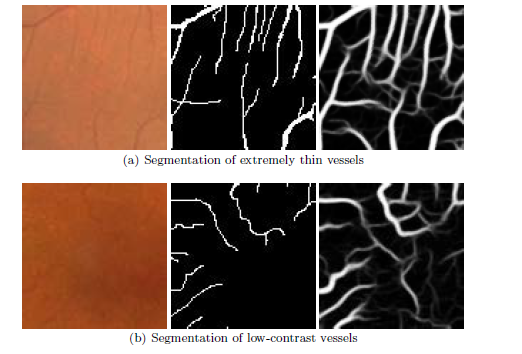 (a) Segmentation of extremely thin vessels
(b) Segmentation of low-contrast vessels